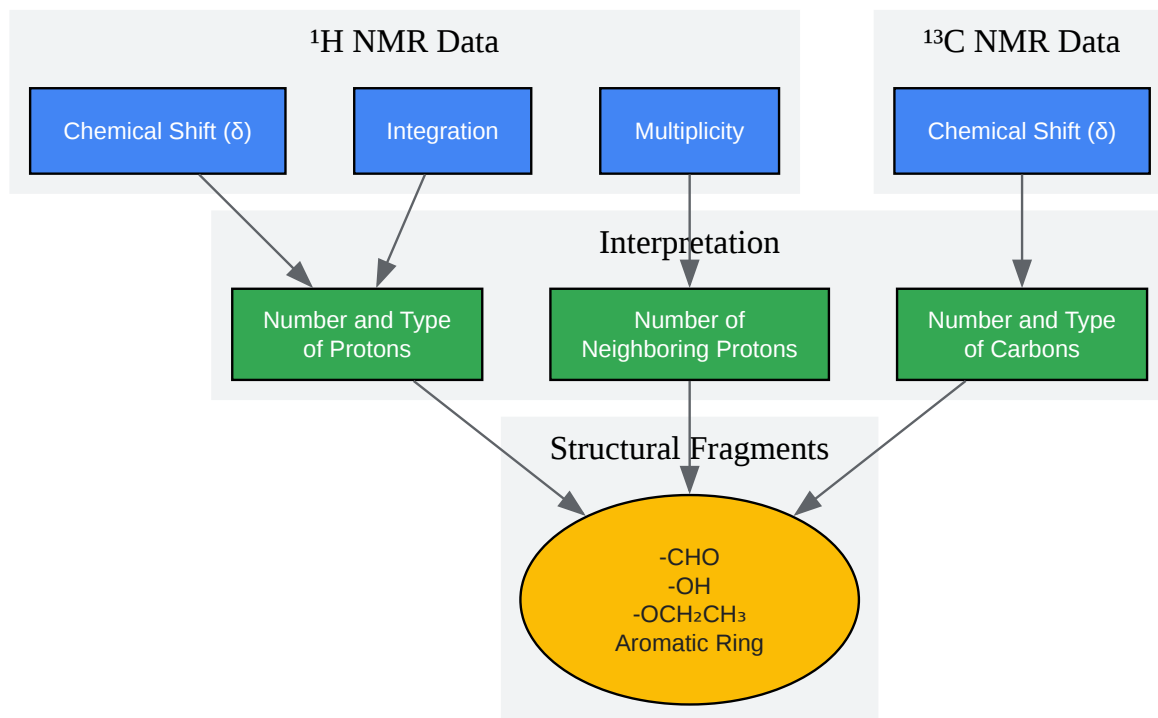 ¹H NMR Data
¹³C NMR Data
Chemical Shift (δ)
Integration
Multiplicity
Chemical Shift (δ)
Interpretation
Number and Type
of Protons
Number of
Neighboring Protons
Number and Type
of Carbons
Structural Fragments
-CHO
-OH
-OCH₂CH₃
Aromatic Ring